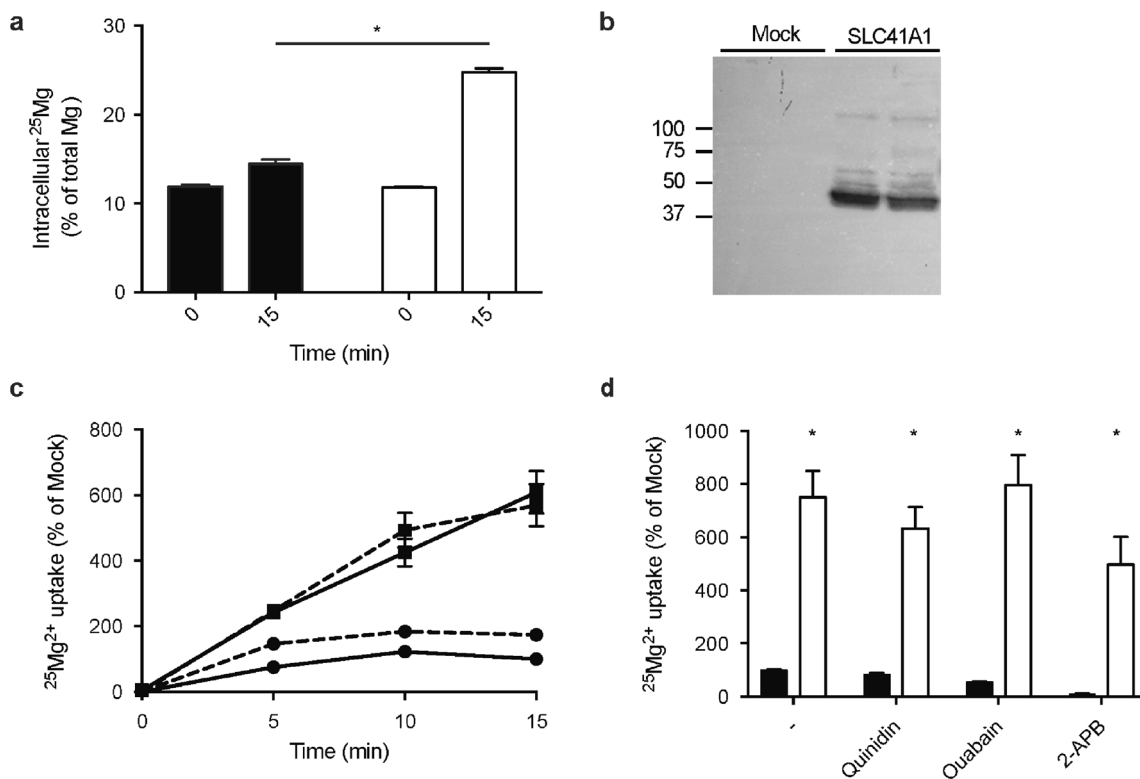 a
30
20
10
0
Intracellular ²⁵Mg
(% of total Mg)
*
0
15
0
15
Time (min)
b
Mock
SLC41A1
100
75
50
37
c
800
600
400
200
0
²⁵Mg²⁺ uptake (% of Mock)
0
5
10
15
Time (min)
d
1000
800
600
400
200
0
²⁵Mg²⁺ uptake (% of Mock)
*
*
*
*
-
Quinidin
Ouabain
2-APB